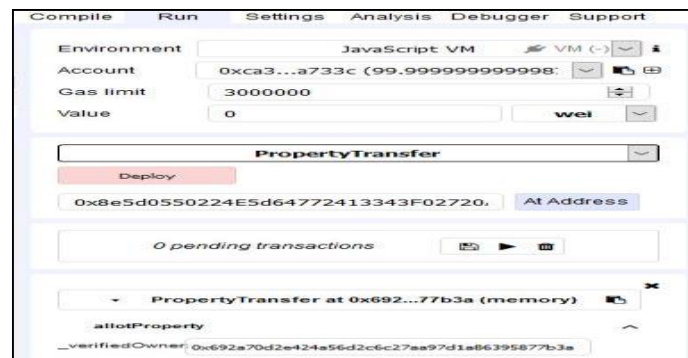 Compile Run Settings Analysis Debugger Support
Environment JavaScript VM VM (-) i
Account 0xca3...a733c (99.9999999999998
Gas limit 3000000
Value 0 wei
PropertyTransfer
Deploy
0x8e5d0550224E5d64772413343F02720. At Address
0 pending transactions
PropertyTransfer at 0x692...77b3a (memory)
allotProperty
_verifiedOwner: 0x692a70d2e424a56d2c6c27aa97d1a86395877b3a